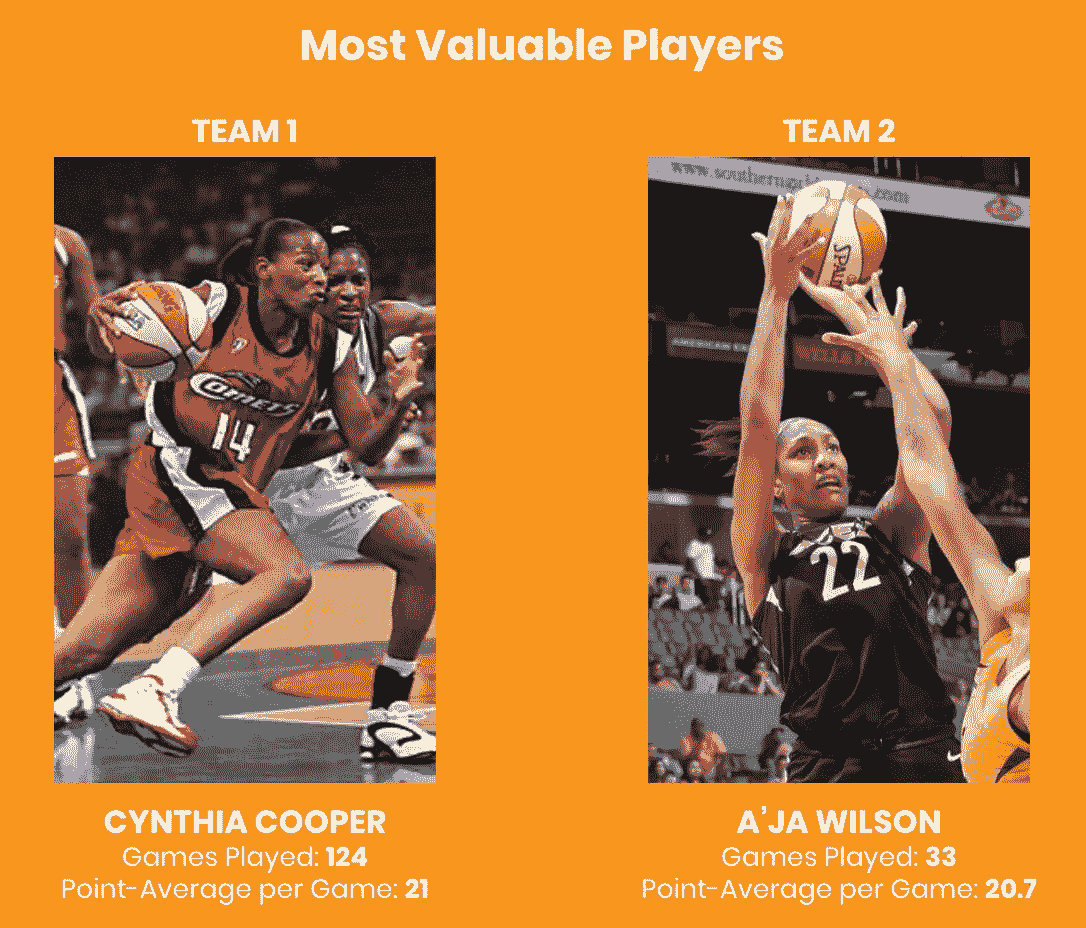 Most Valuable Players
TEAM 1
COMETS
14
CYNTHIA COOPER
Games Played: 124
Point-Average per Game: 21
TEAM 2
SPALD
22
A'JA WILSON
Games Played: 33
Point-Average per Game: 20.7